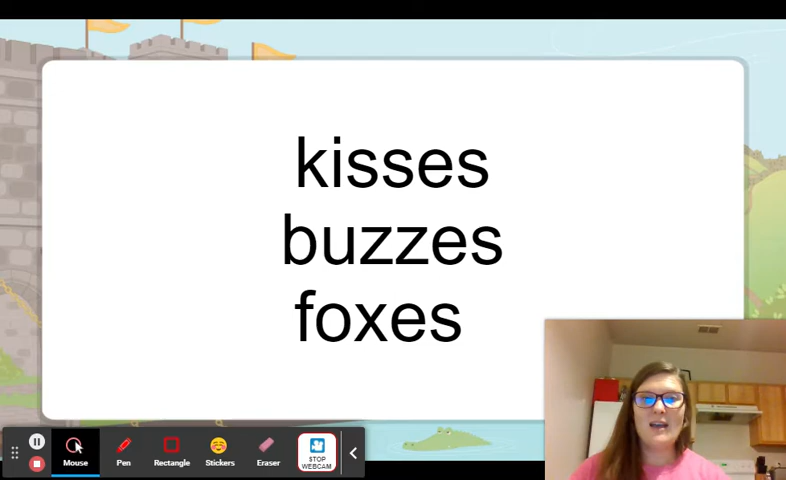 kisses
buzzes
foxes
Mouse
Pen
Rectangle
Stickers
Eraser
STOP
WEBCAM